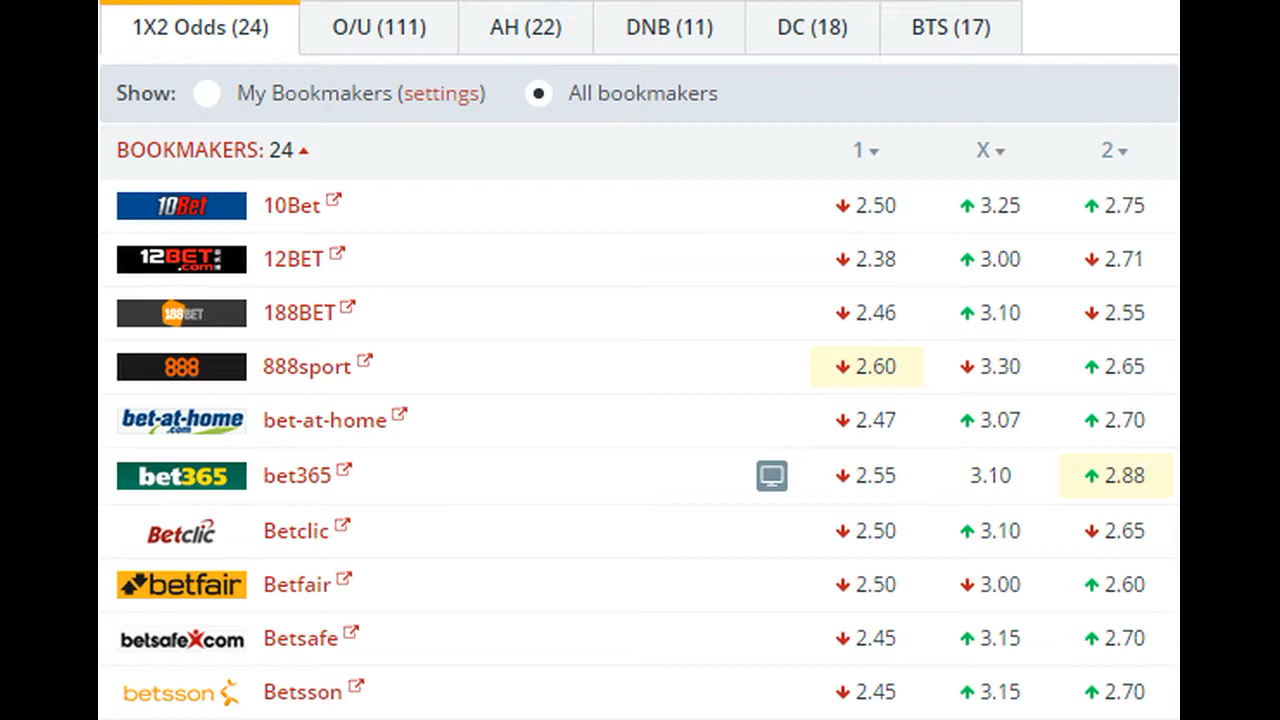 1X2 Odds (24) O/U (111) AH (22) DNB (11) DC (18) BTS (17)
Show: My Bookmakers (settings) All bookmakers
BOOKMAKERS: 24 1 X 2
10Bet 10Bet 2.50 3.25 2.75
12BET .com 12BET 2.38 3.00 2.71
188BET 188BET 2.46 3.10 2.55
888 888sport 2.60 3.30 2.65
bet-at-home .com bet-at-home 2.47 3.07 2.70
bet365 bet365 2.55 3.10 2.88
Betclic Betclic 2.50 3.10 2.65
betfair Betfair 2.50 3.00 2.60
betsafe.com Betsafe 2.45 3.15 2.70
betsson Betsson 2.45 3.15 2.70